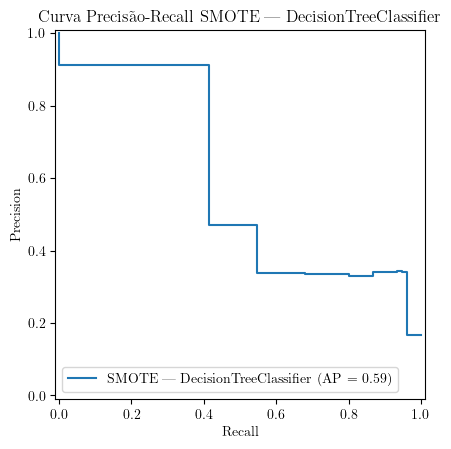 Curva Precisão-Recall SMOTE — DecisionTreeClassifier
1.0
0.8
0.6
0.4
0.2
0.0
Precision
SMOTE — DecisionTreeClassifier (AP = 0.59)
0.0 0.2 0.4 0.6 0.8 1.0
Recall